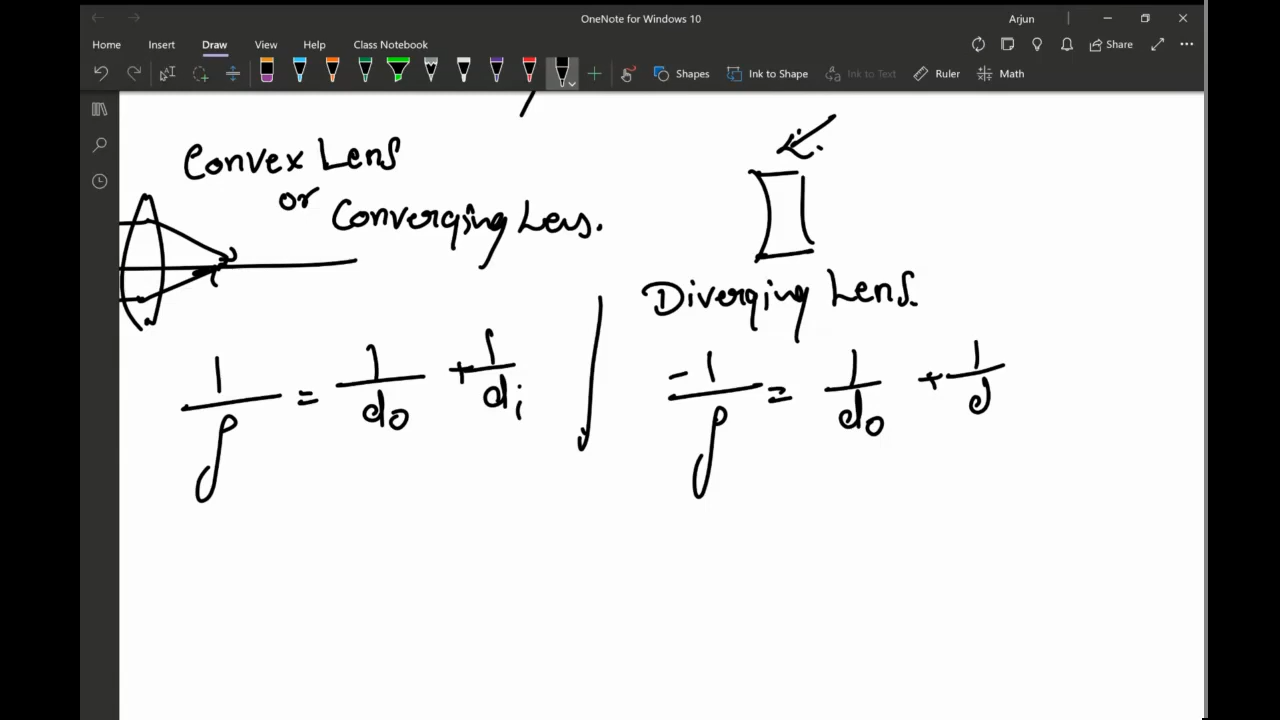 OneNote for Windows 10
Arjun
Home Insert Draw View Help Class Notebook
Share
Shapes Ink to Shape Ink to Text Ruler Math
Convex Lens
or Converging Lens.
Diverging Lens.
1/f = 1/do + 1/di
-1/f = 1/do + 1/d